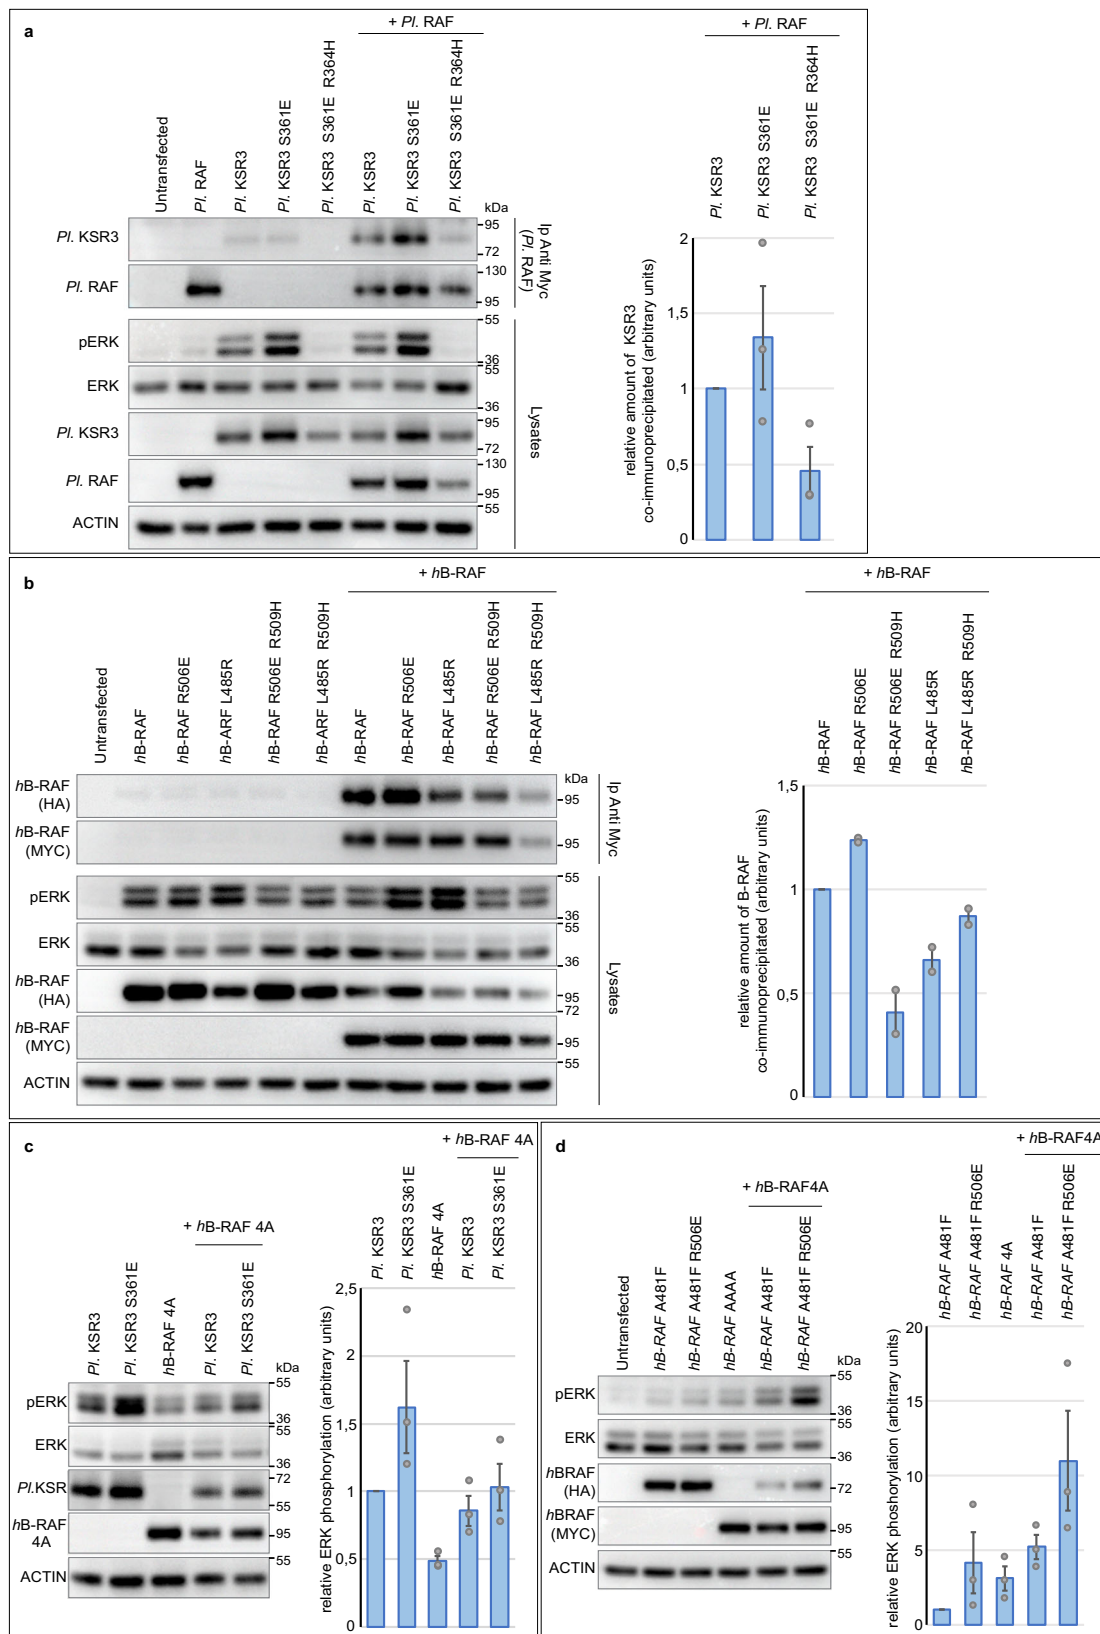 a
+ Pl. RAF
Untransfected
Pl. RAF
Pl. KSR3
Pl. KSR3 S361E
Pl. KSR3 S361E R364H
Pl. KSR3
Pl. KSR3 S361E
Pl. KSR3 S361E R364H
kDa
Pl. KSR3
95
72
Pl. RAF
130
95
Ip Anti Myc
(Pl. RAF)
pERK
55
36
ERK
55
36
Pl. KSR3
95
72
Pl. RAF
130
95
ACTIN
55
Lysates
+ Pl. RAF
Pl. KSR3
Pl. KSR3 S361E
Pl. KSR3 S361E R364H
relative amount of KSR3
co-immunoprecipitated (arbitrary units)
2
1,5
1
0,5
0
b
+ hB-RAF
Untransfected
hB-RAF
hB-RAF R506E
hB-ARF L485R
hB-RAF R506E R509H
hB-ARF L485R R509H
hB-RAF
hB-RAF R506E
hB-RAF L485R
hB-RAF R506E R509H
hB-RAF L485R R509H
kDa
hB-RAF
(HA)
95
hB-RAF
(MYC)
95
Ip Anti Myc
pERK
55
36
ERK
55
36
hB-RAF
(HA)
95
72
hB-RAF
(MYC)
95
ACTIN
55
Lysates
+ hB-RAF
hB-RAF
hB-RAF R506E
hB-RAF R506E R509H
hB-RAF L485R
hB-RAF L485R R509H
relative amount of B-RAF
co-immunoprecipitated (arbitrary units)
1,5
1
0,5
0
c
+ hB-RAF 4A
Pl. KSR3
Pl. KSR3 S361E
hB-RAF 4A
Pl. KSR3
Pl. KSR3 S361E
kDa
pERK
55
36
ERK
55
26
Pl.KSR
72
55
hB-RAF
4A
95
ACTIN
55
+ hB-RAF 4A
Pl. KSR3
Pl. KSR3 S361E
hB-RAF 4A
Pl. KSR3
Pl. KSR3 S361E
relative ERK phosphorylation (arbitrary units)
2,5
2
1,5
1
0,5
0
d
+ hB-RAF4A
Untransfected
hB-RAF A481F
hB-RAF A481F R506E
hB-RAF AAAA
hB-RAF A481F
hB-RAF A481F R506E
kDa
pERK
55
36
ERK
55
36
hBRAF
(HA)
72
hBRAF
(MYC)
95
ACTIN
55
+ hB-RAF4A
hB-RAF A481F
hB-RAF A481F R506E
hB-RAF 4A
hB-RAF A481F
hB-RAF A481F R506E
relative ERK phoshorylation (arbitrary units)
20
15
10
5
0